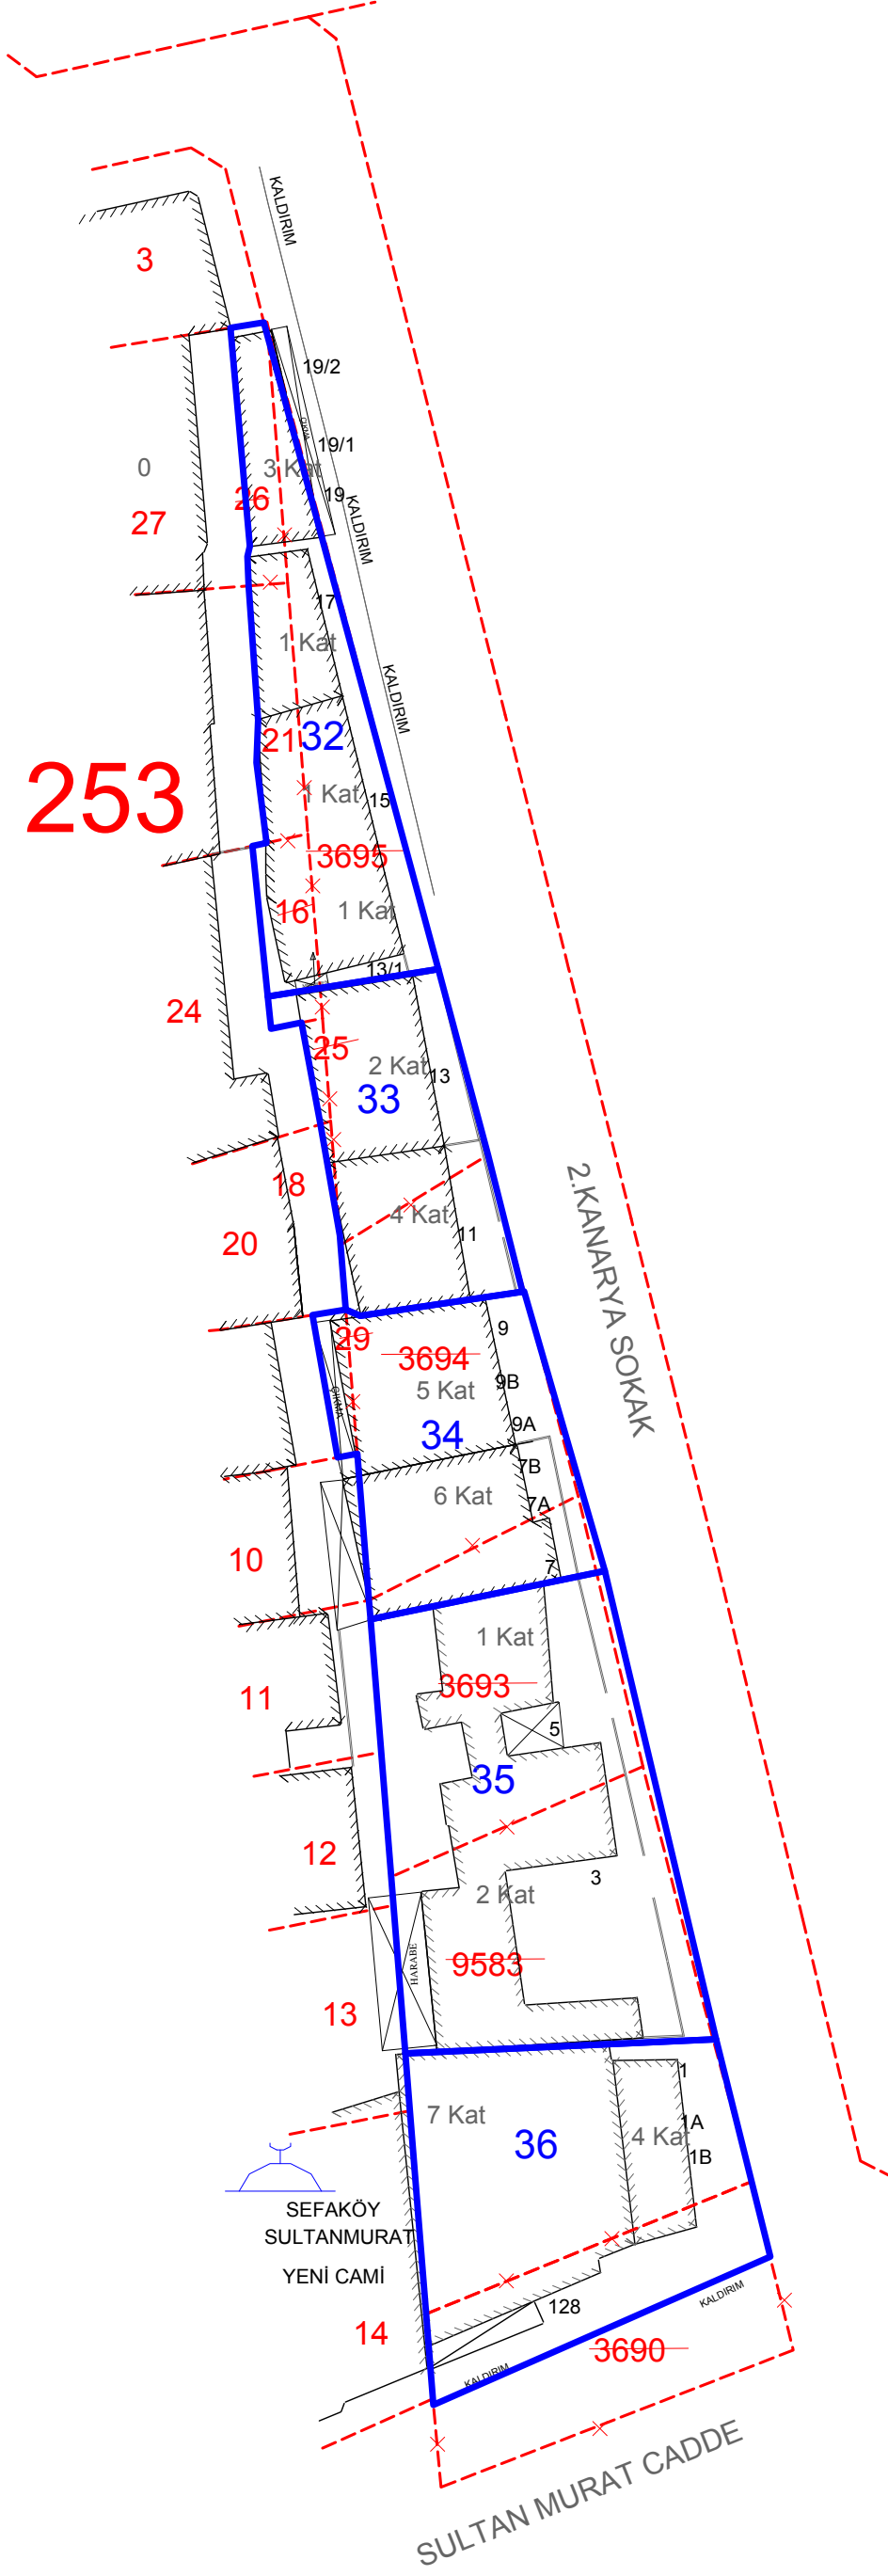 KALDIRIM
3
19/2
ÇIKMA
19/1
0
3 Kat
26
19
27
KALDIRIM
17
1 Kat
KALDIRIM
21
32
253
1 Kat
15
3695
16
1 Kat
13/1
24
25
2 Kat
13
33
18
4 Kat
20
11
2.KANARYA SOKAK
29
9
3694
5 Kat
9B
ÇIKMA
34
9A
7B
6 Kat
7A
10
7
1 Kat
3693
11
5
35
12
3
2 Kat
9583
HARABE
13
1
7 Kat
1A
4 Kat
36
1B
SEFAKÖY
SULTANMURAT
YENİ CAMİ
KALDIRIM
128
14
3690
KALDIRIM
SULTAN MURAT CADDE